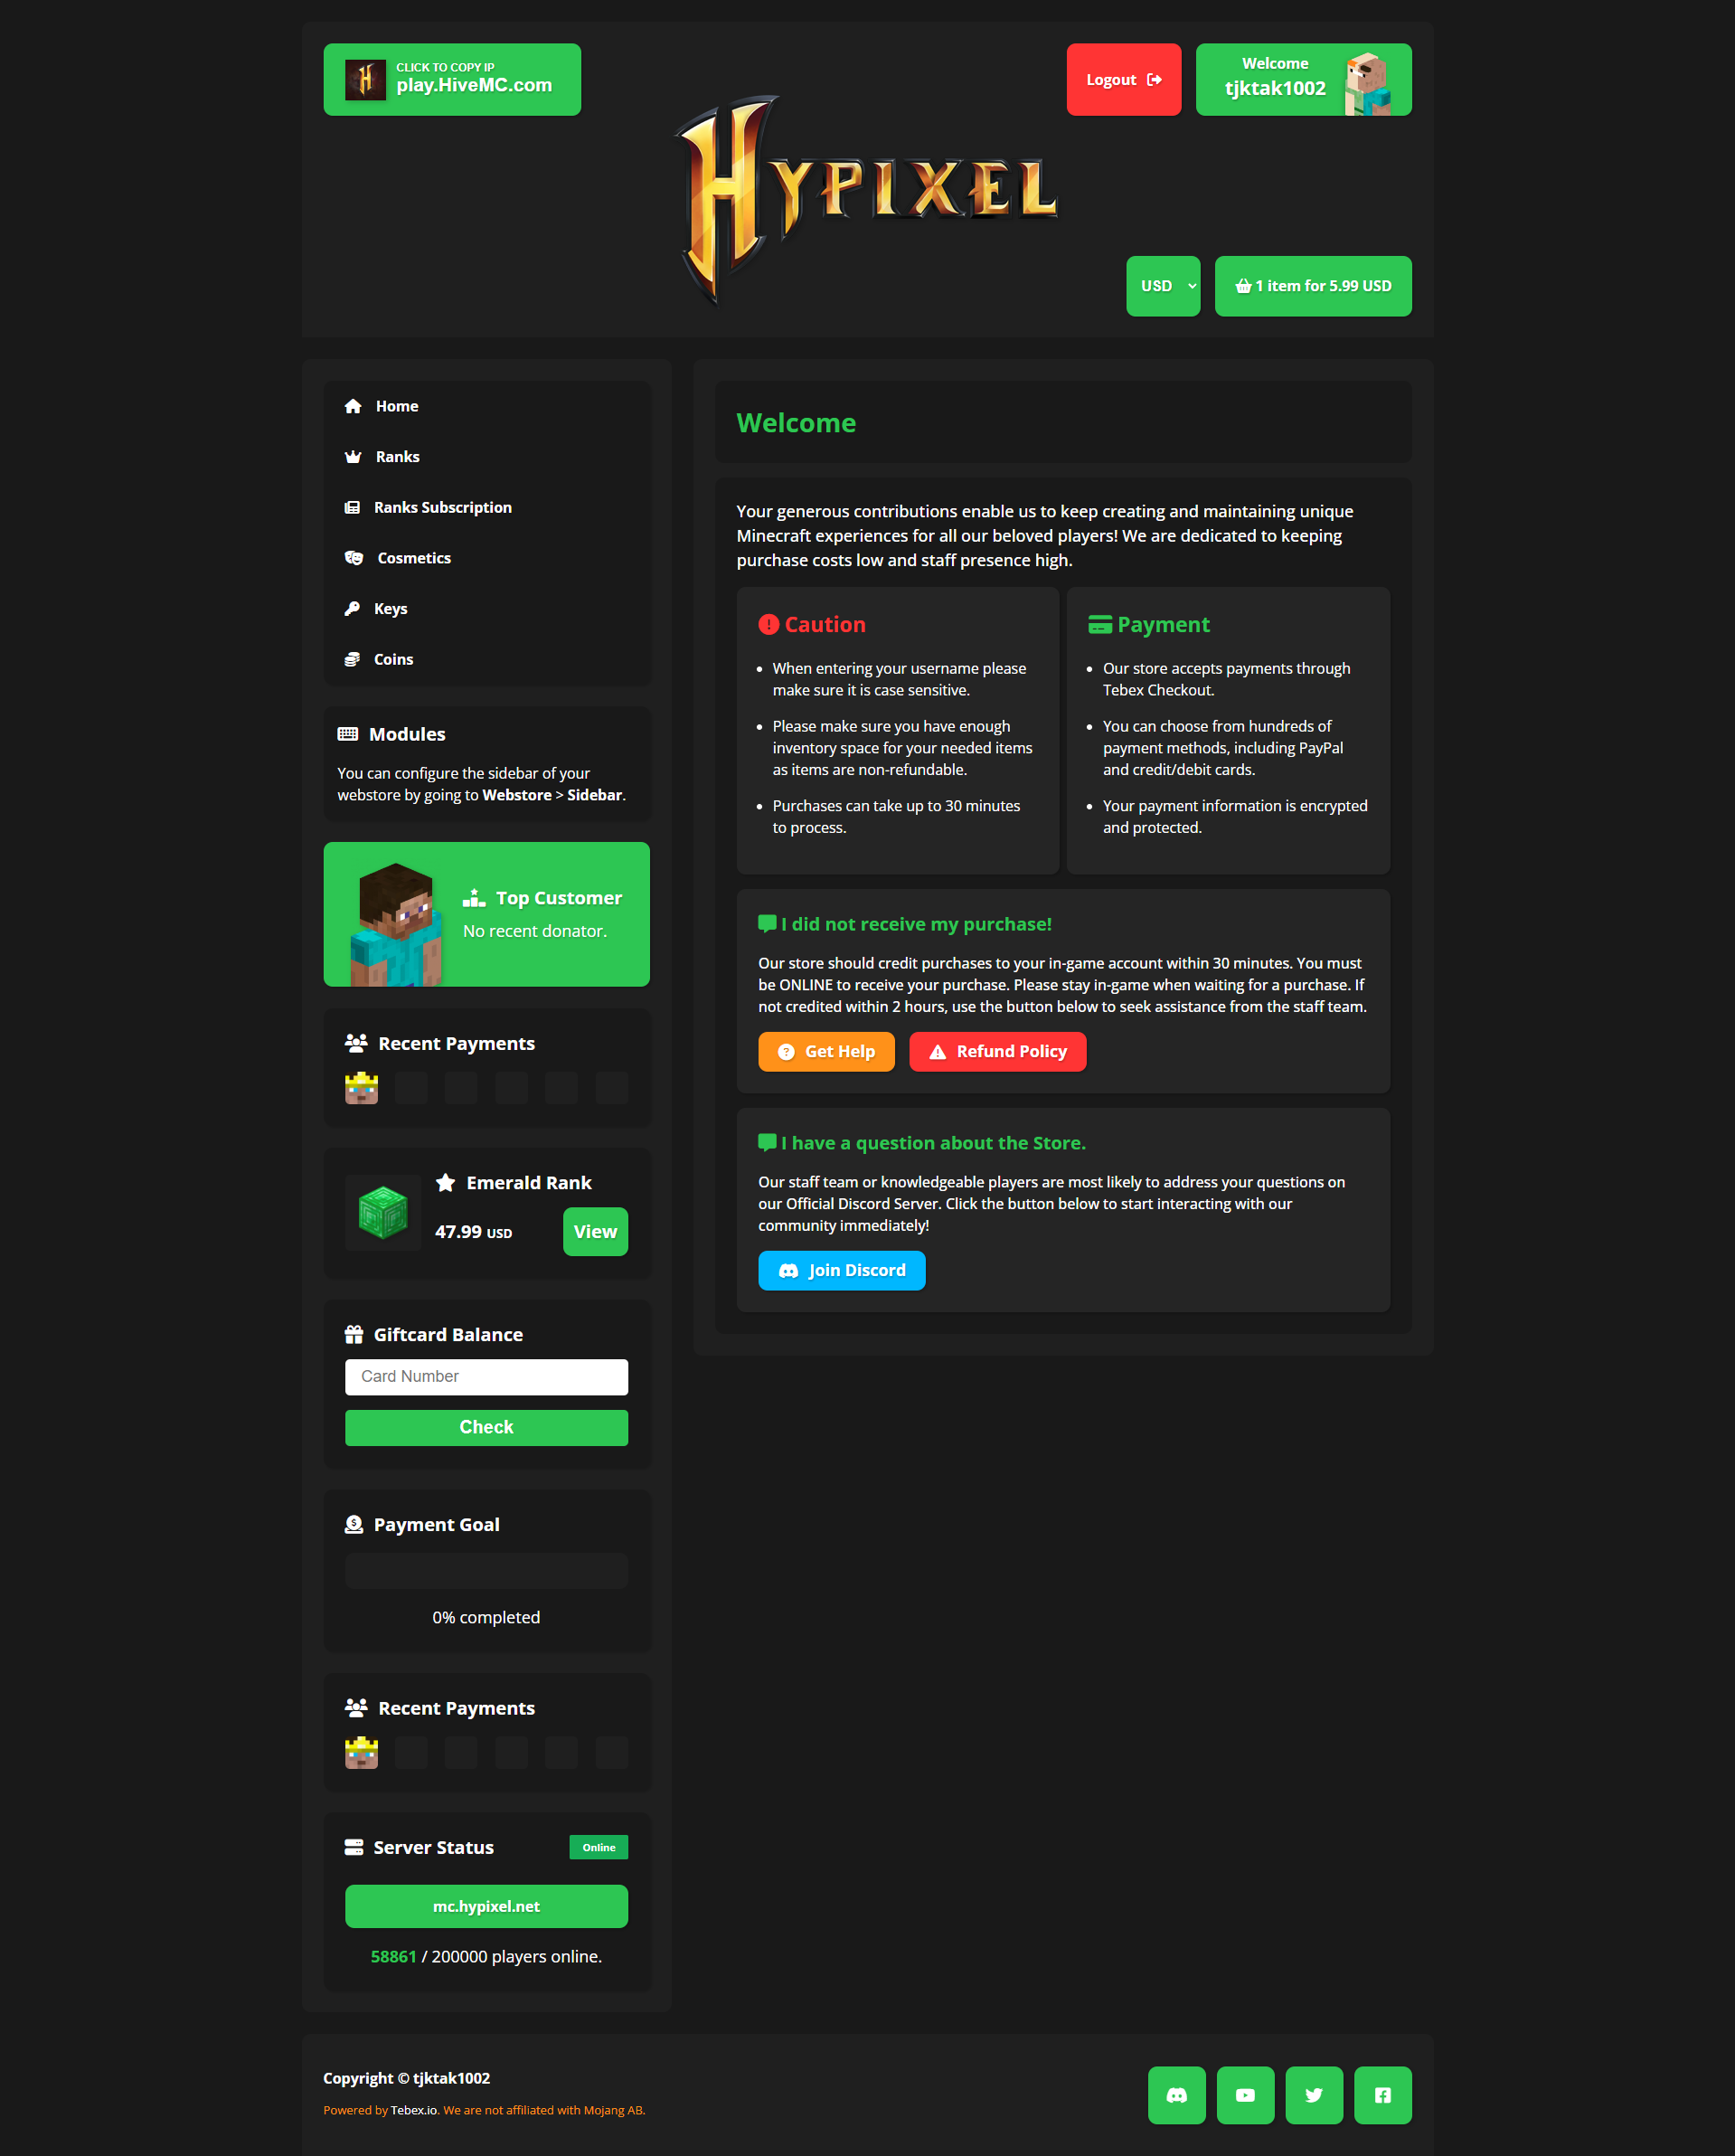 CLICK TO COPY IP
play.HiveMC.com
Logout
Welcome
tjktak1002
HYPIXEL
USD
1 item for 5.99 USD
Home
Ranks
Ranks Subscription
Cosmetics
Keys
Coins
Modules
You can configure the sidebar of your
webstore by going to Webstore > Sidebar.
Top Customer
No recent donator.
Recent Payments
Emerald Rank
47.99 USD
View
Giftcard Balance
Card Number
Check
Payment Goal
0% completed
Recent Payments
Server Status
Online
mc.hypixel.net
58861 / 200000 players online.
Welcome
Your generous contributions enable us to keep creating and maintaining unique
Minecraft experiences for all our beloved players! We are dedicated to keeping
purchase costs low and staff presence high.
Caution
• When entering your username please
make sure it is case sensitive.
• Please make sure you have enough
inventory space for your needed items
as items are non-refundable.
• Purchases can take up to 30 minutes
to process.
Payment
• Our store accepts payments through
Tebex Checkout.
• You can choose from hundreds of
payment methods, including PayPal
and credit/debit cards.
• Your payment information is encrypted
and protected.
I did not receive my purchase!
Our store should credit purchases to your in-game account within 30 minutes. You must
be ONLINE to receive your purchase. Please stay in-game when waiting for a purchase. If
not credited within 2 hours, use the button below to seek assistance from the staff team.
Get Help
Refund Policy
I have a question about the Store.
Our staff team or knowledgeable players are most likely to address your questions on
our Official Discord Server. Click the button below to start interacting with our
community immediately!
Join Discord
Copyright © tjktak1002
Powered by Tebex.io. We are not affiliated with Mojang AB.